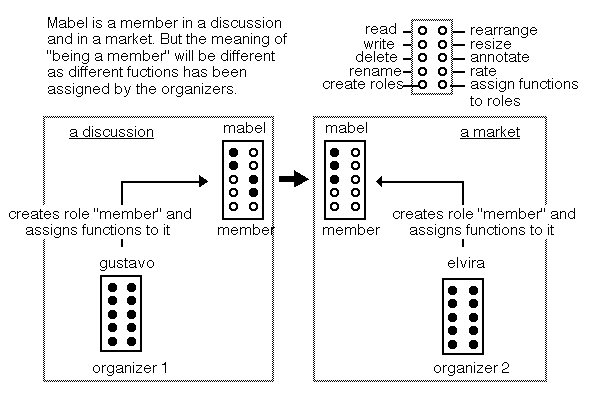 Mabel is a member in a discussion
and in a market. But the meaning of
"being a member" will be different
as different fuctions has been
assigned by the organizers.
read
write
delete
rename
create roles
rearrange
resize
annotate
rate
assign functions
to roles
a discussion
mabel
member
creates role "member" and
assigns functions to it
gustavo
organizer 1
mabel
a market
member
creates role "member" and
assigns functions to it
elvira
organizer 2